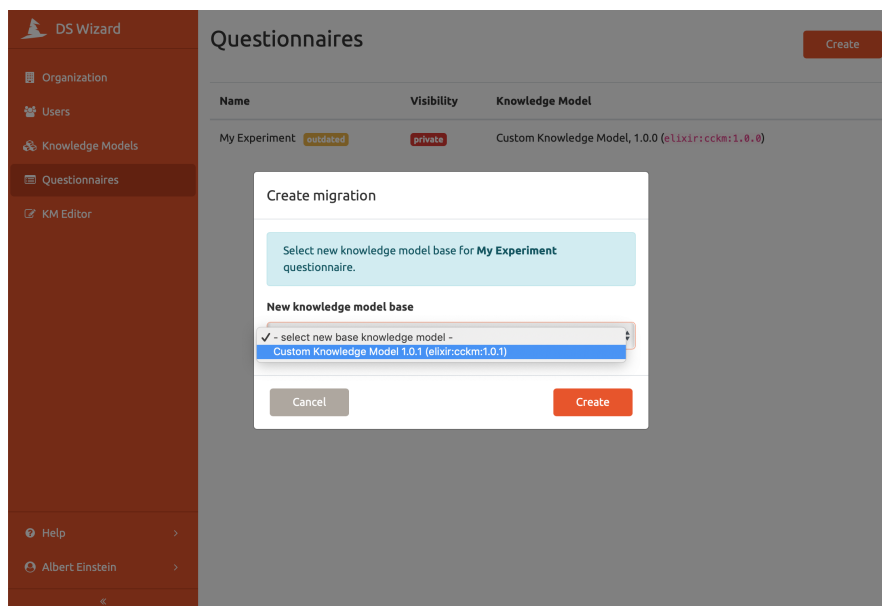 DS Wizard
Organization
Users
Knowledge Models
Questionnaires
KM Editor
Help
Albert Einstein
Questionnaires
Create
Name Visibility Knowledge Model
My Experiment outdated private Custom Knowledge Model, 1.0.0 (elixir:cckm:1.0.0)
Create migration
Select new knowledge model base for My Experiment
questionnaire.
New knowledge model base
- select new base knowledge model -
Custom Knowledge Model 1.0.1 (elixir:cckm:1.0.1)
Cancel
Create